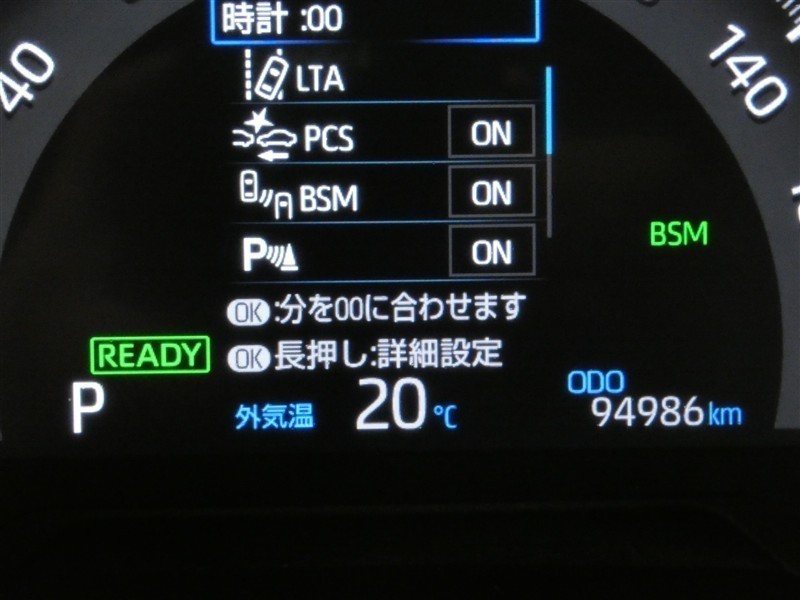 時計 :00
40
140
LTA
PCS ON
BSM ON
P ON
BSM
OK :分を00に合わせます
READY
OK 長押し:詳細設定
P
外気温 20 ℃
ODO
94986 km